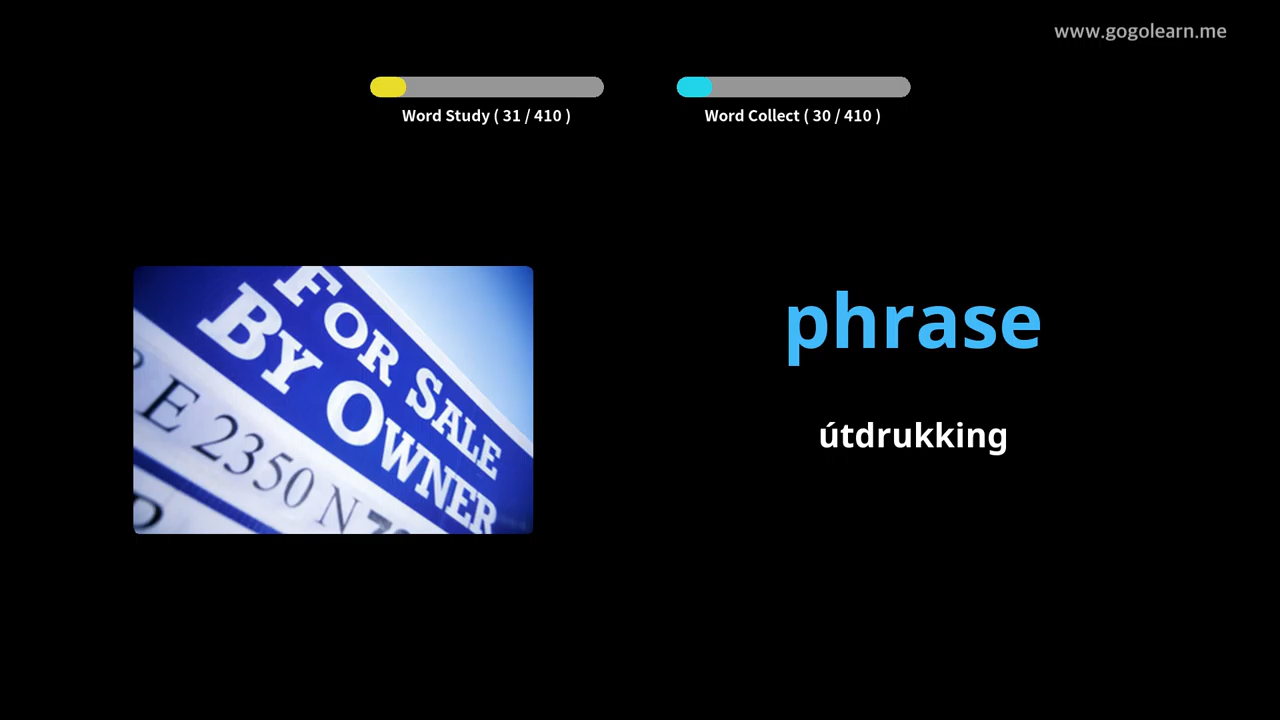 www.gogolearn.me
Word Study ( 31 / 410 )
Word Collect ( 30 / 410 )
FOR SALE
BY OWNER
E 2350 N
phrase
útdrukking